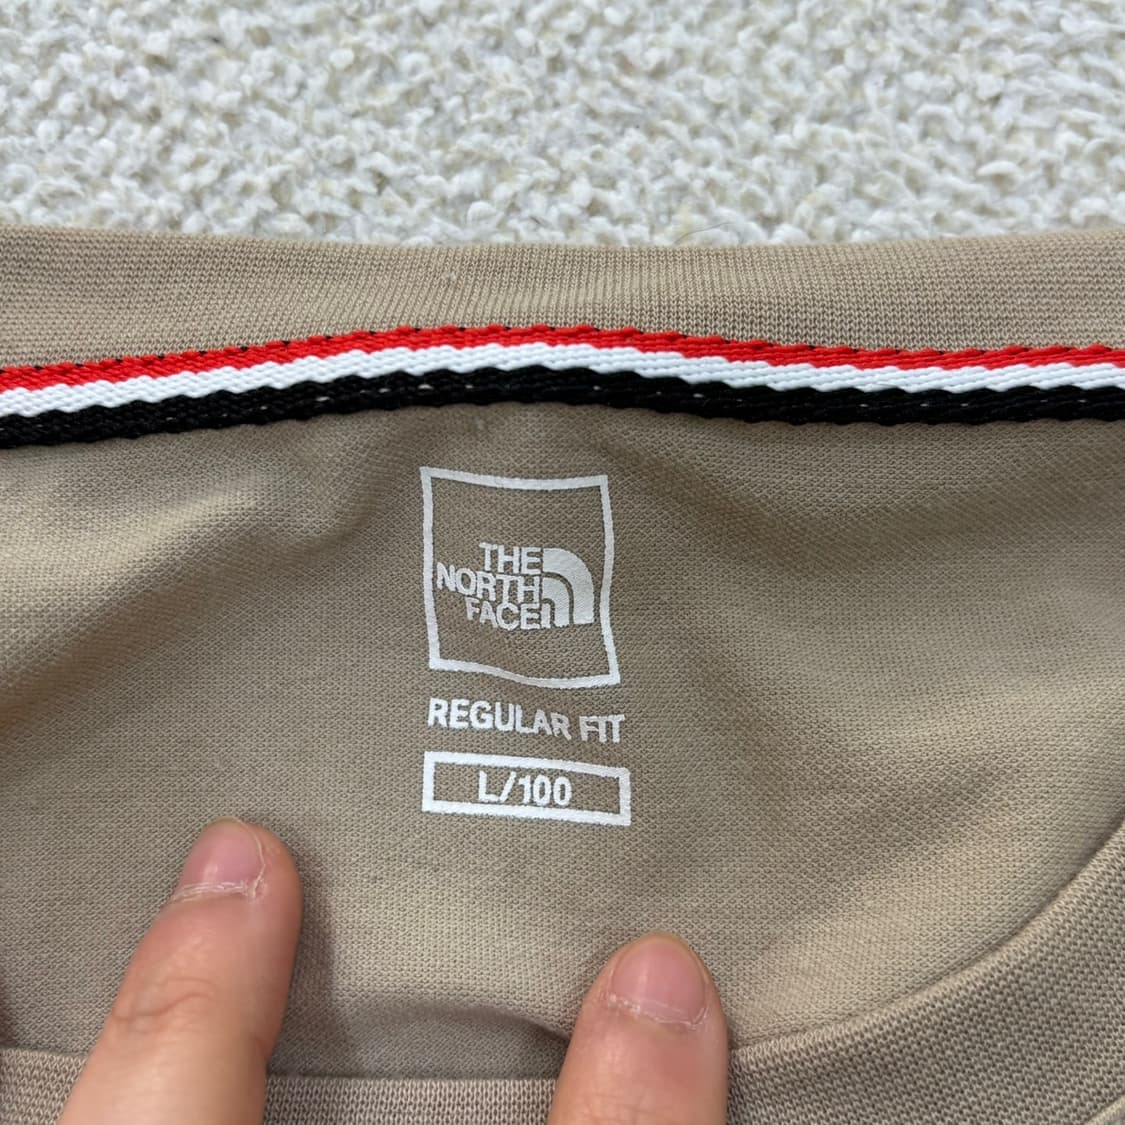 THE
NORTH
FACE
REGULAR FIT
L/100